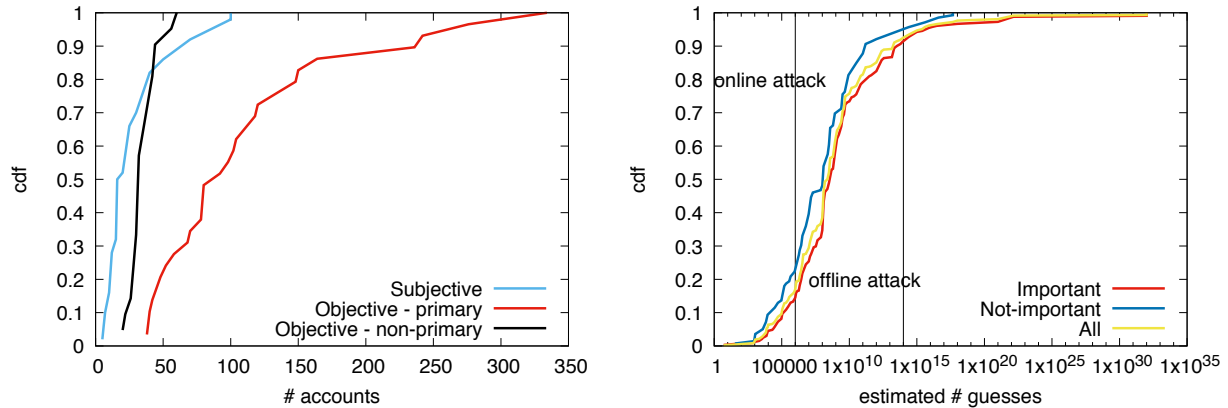 1
0.9
0.8
0.7
0.6
0.5
0.4
0.3
0.2
0.1
0
cdf
0 50 100 150 200 250 300 350
# accounts
Subjective
Objective - primary
Objective - non-primary
1
0.9
0.8
0.7
0.6
0.5
0.4
0.3
0.2
0.1
0
cdf
online attack
offline attack
Important
Not-important
All
1 100000 1x10^10 1x10^15 1x10^20 1x10^25 1x10^30 1x10^35
estimated # guesses